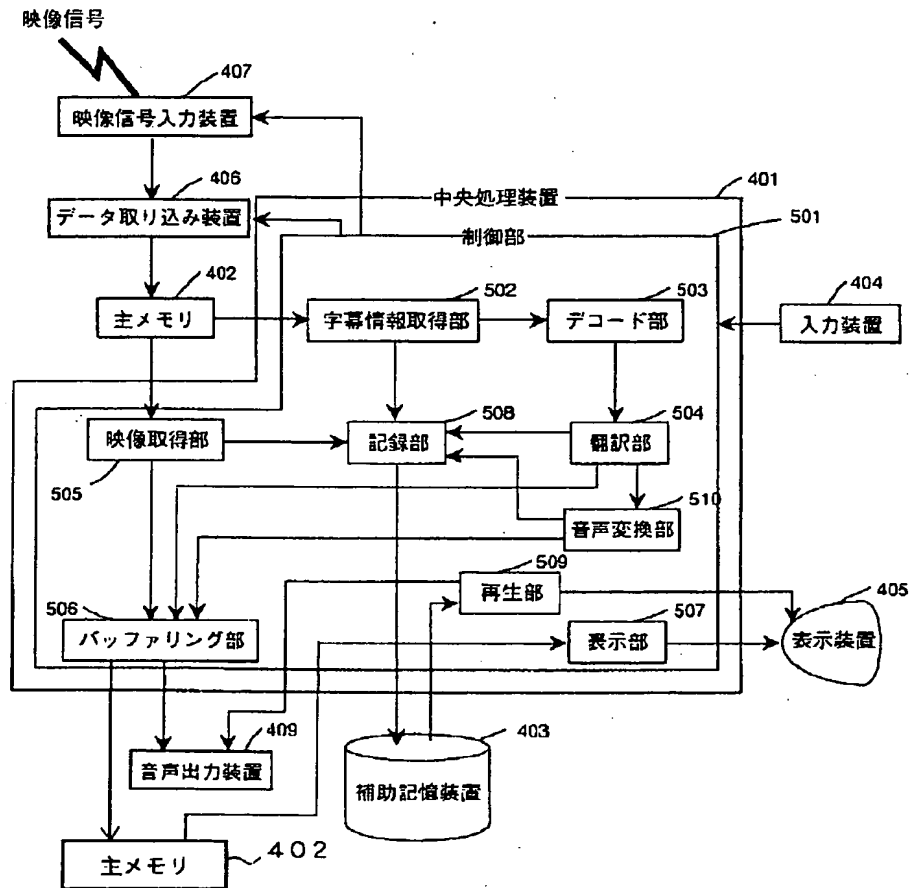 映像信号
407
映像信号入力装置
406
データ取り込み装置
中央処理装置
401
制御部
501
402
主メモリ
502
字幕情報取得部
503
デコード部
404
入力装置
映像取得部
505
508
記録部
504
翻訳部
510
音声変換部
509
再生部
405
表示装置
506
バッファリング部
507
表示部
409
音声出力装置
403
補助記憶装置
主メモリ
402